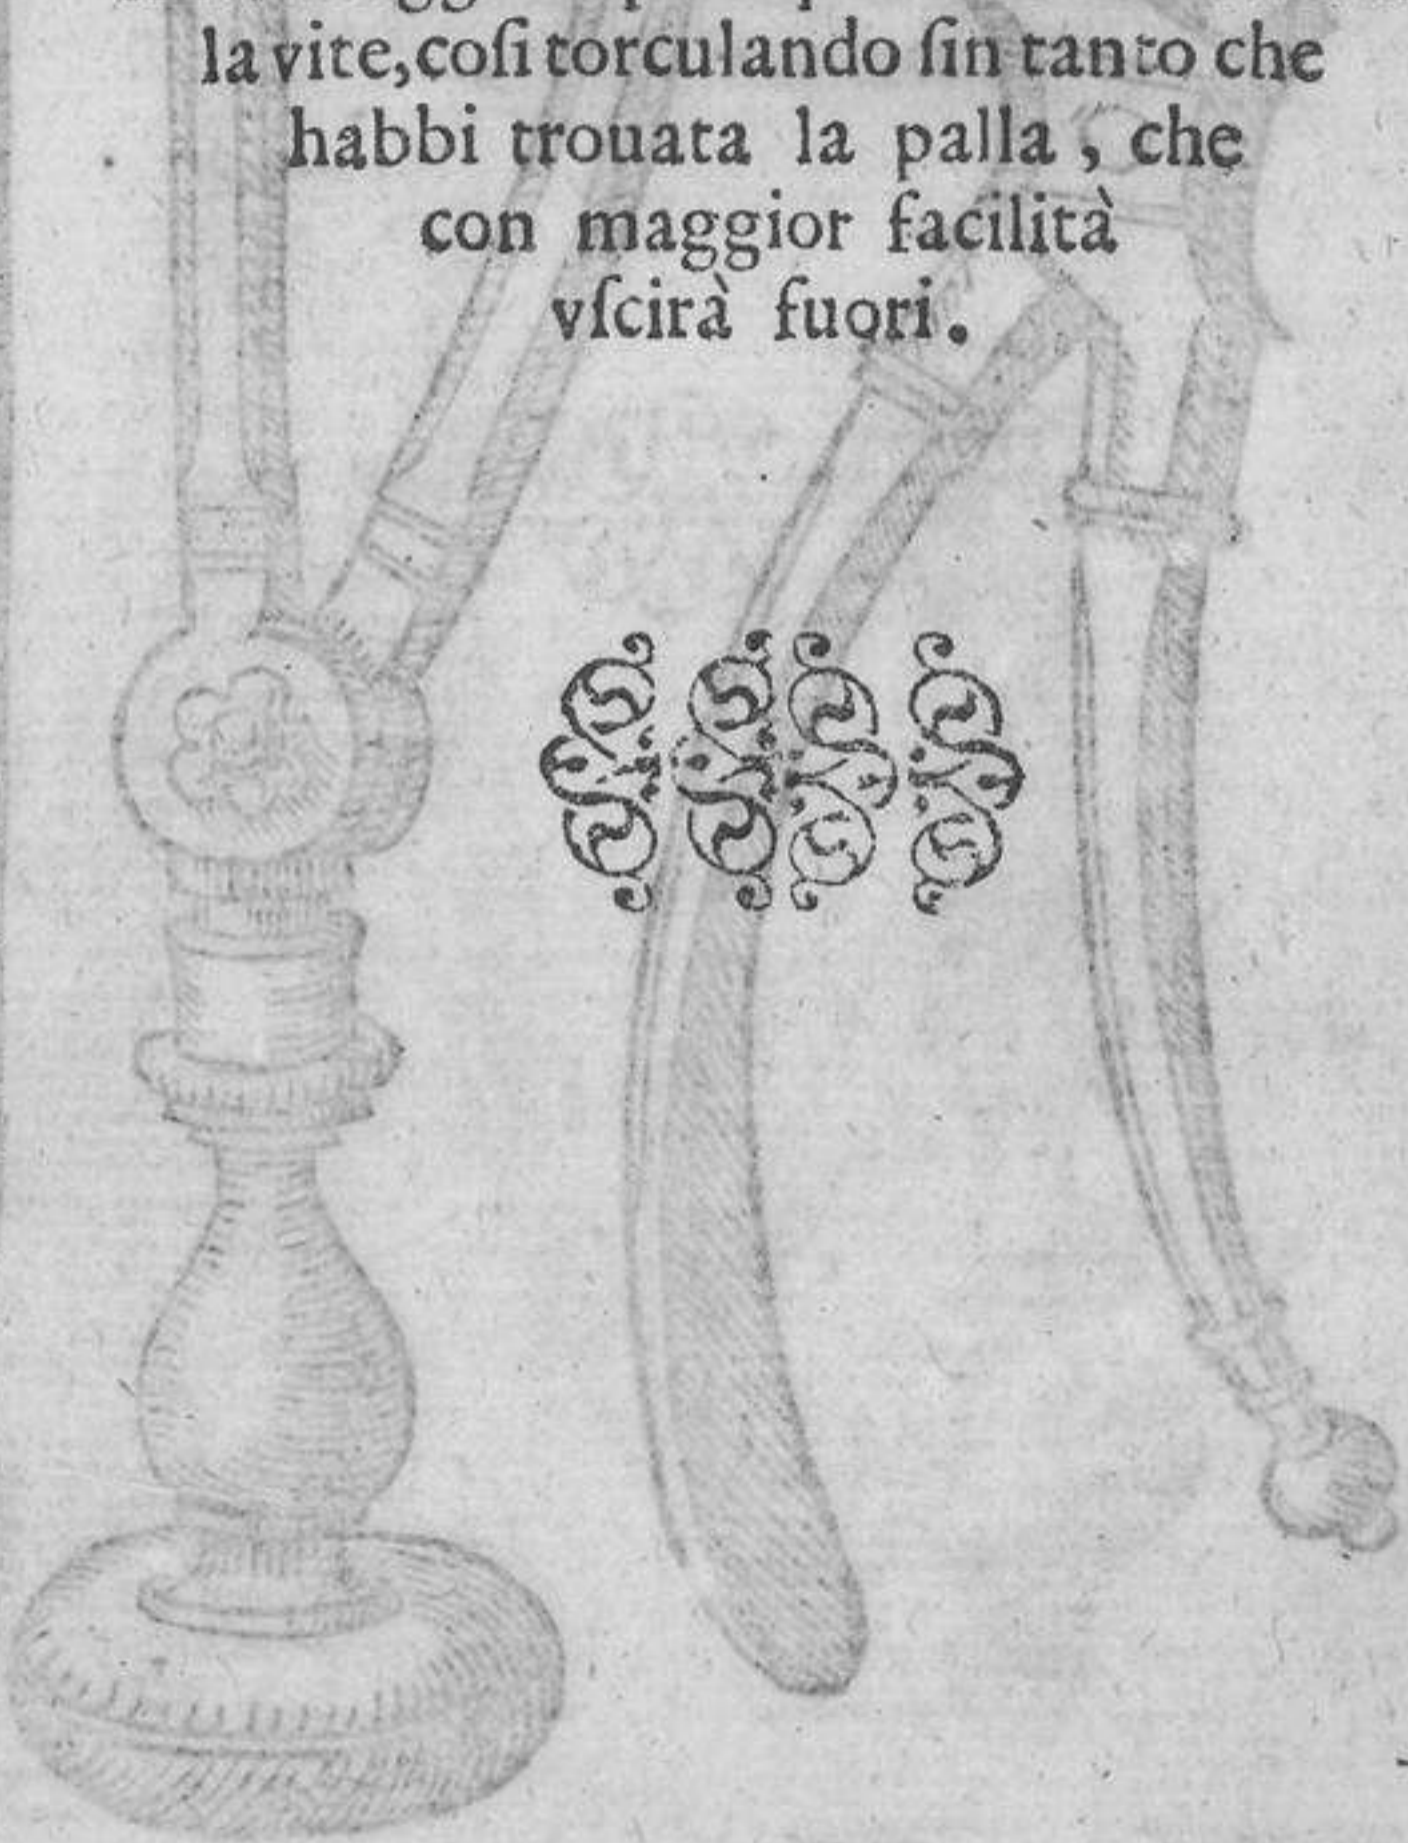 la vite,coſi torculando ſin tanto che
habbi trouata la palla , che
con maggior facilità
vſcirà fuori.